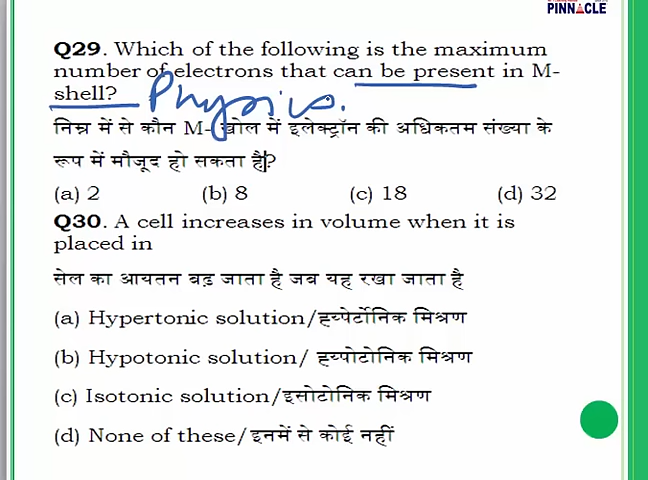 PINNACLE
Q29. Which of the following is the maximum
number of electrons that can be present in M-
shell?
Physics.
निम्न में से कौन M- खोल में इलेक्ट्रॉन की अधिकतम संख्या के
रूप में मौजूद हो सकता है?
(a) 2 (b) 8 (c) 18 (d) 32
Q30. A cell increases in volume when it is
placed in
सेल का आयतन बढ़ जाता है जब यह रखा जाता है
(a) Hypertonic solution/ह्य्पेर्टोनिक मिश्रण
(b) Hypotonic solution/ ह्य्पोटोनिक मिश्रण
(c) Isotonic solution/इसोटोनिक मिश्रण
(d) None of these/इनमें से कोई नहीं